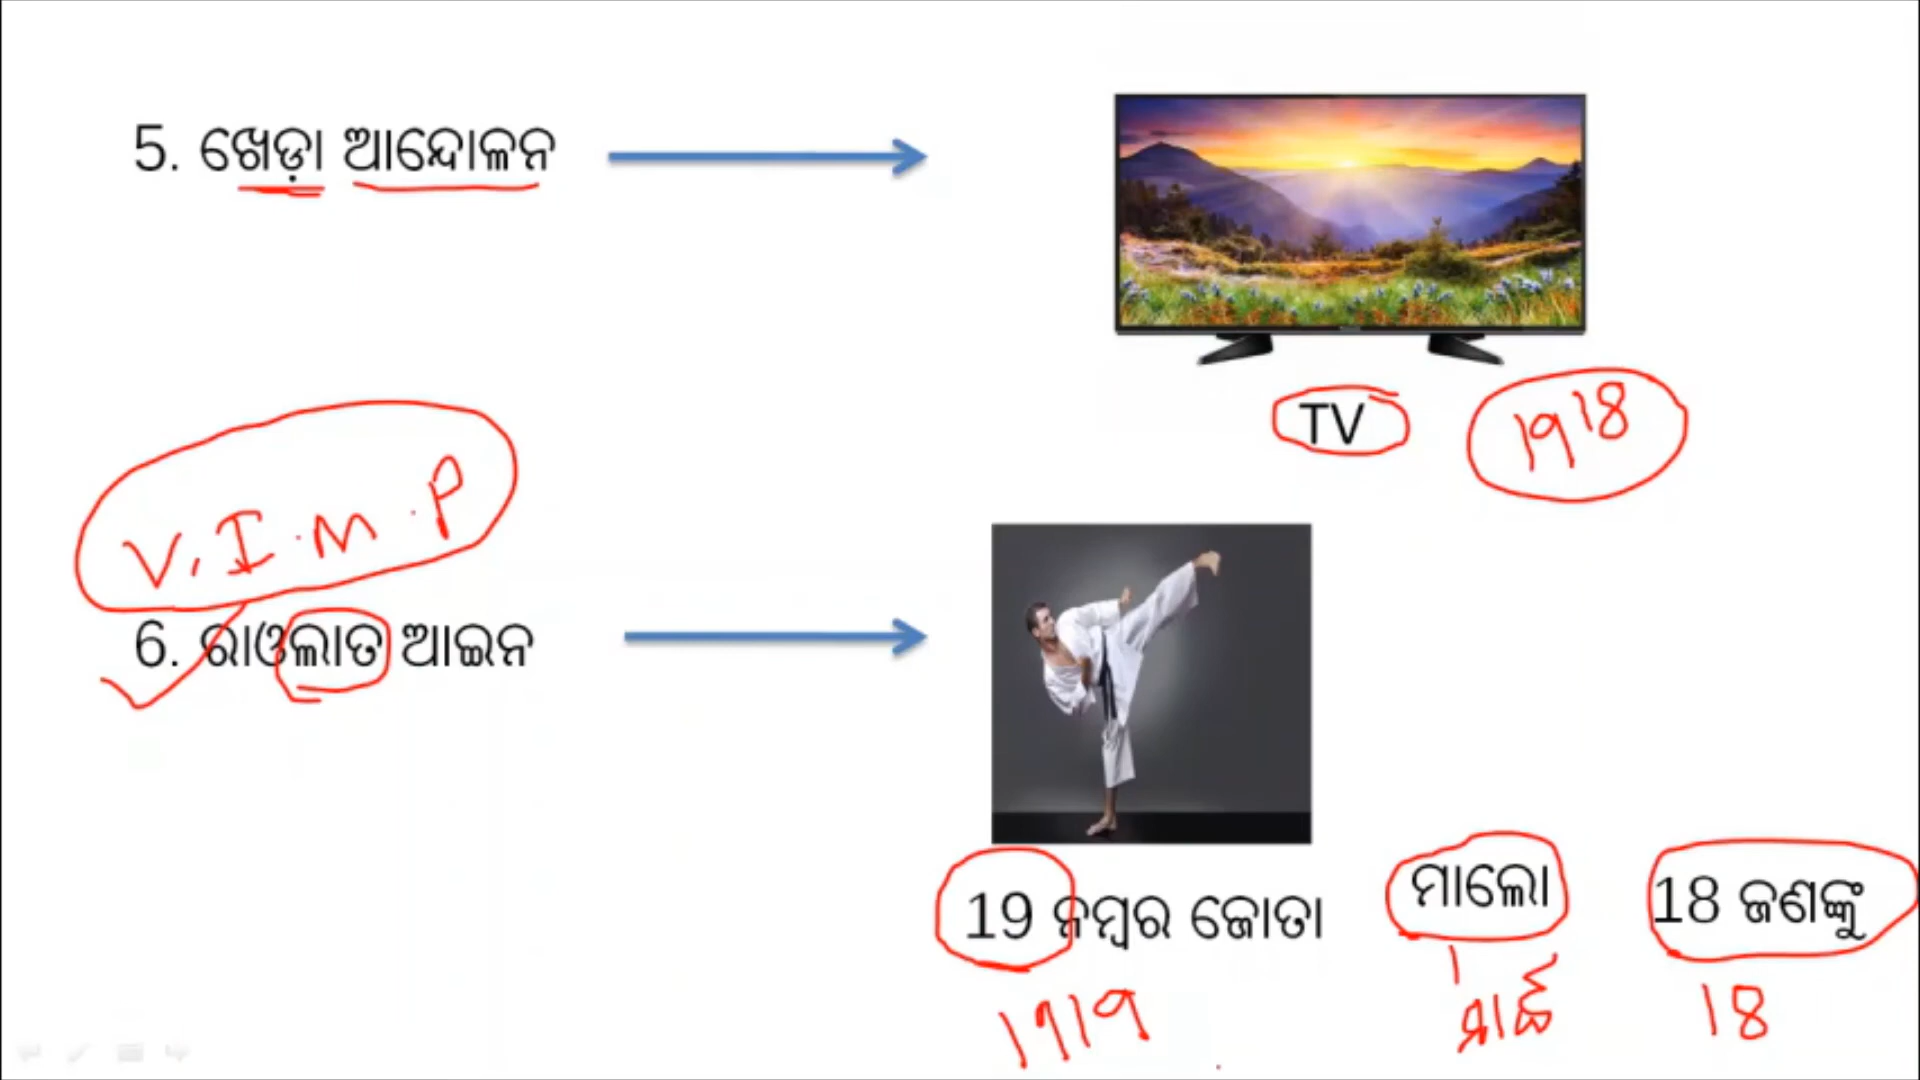 5. ଖେଡ଼ା ଆନ୍ଦୋଳନ
TV 1918
V.I.M.P
6. ରାଓଲାତ ଆଇନ
19 ନମ୍ବର ଜୋତା ମାଲୋ 18 ଜଣଙ୍କୁ
1919 ମାର୍ଚ୍ଚ 18